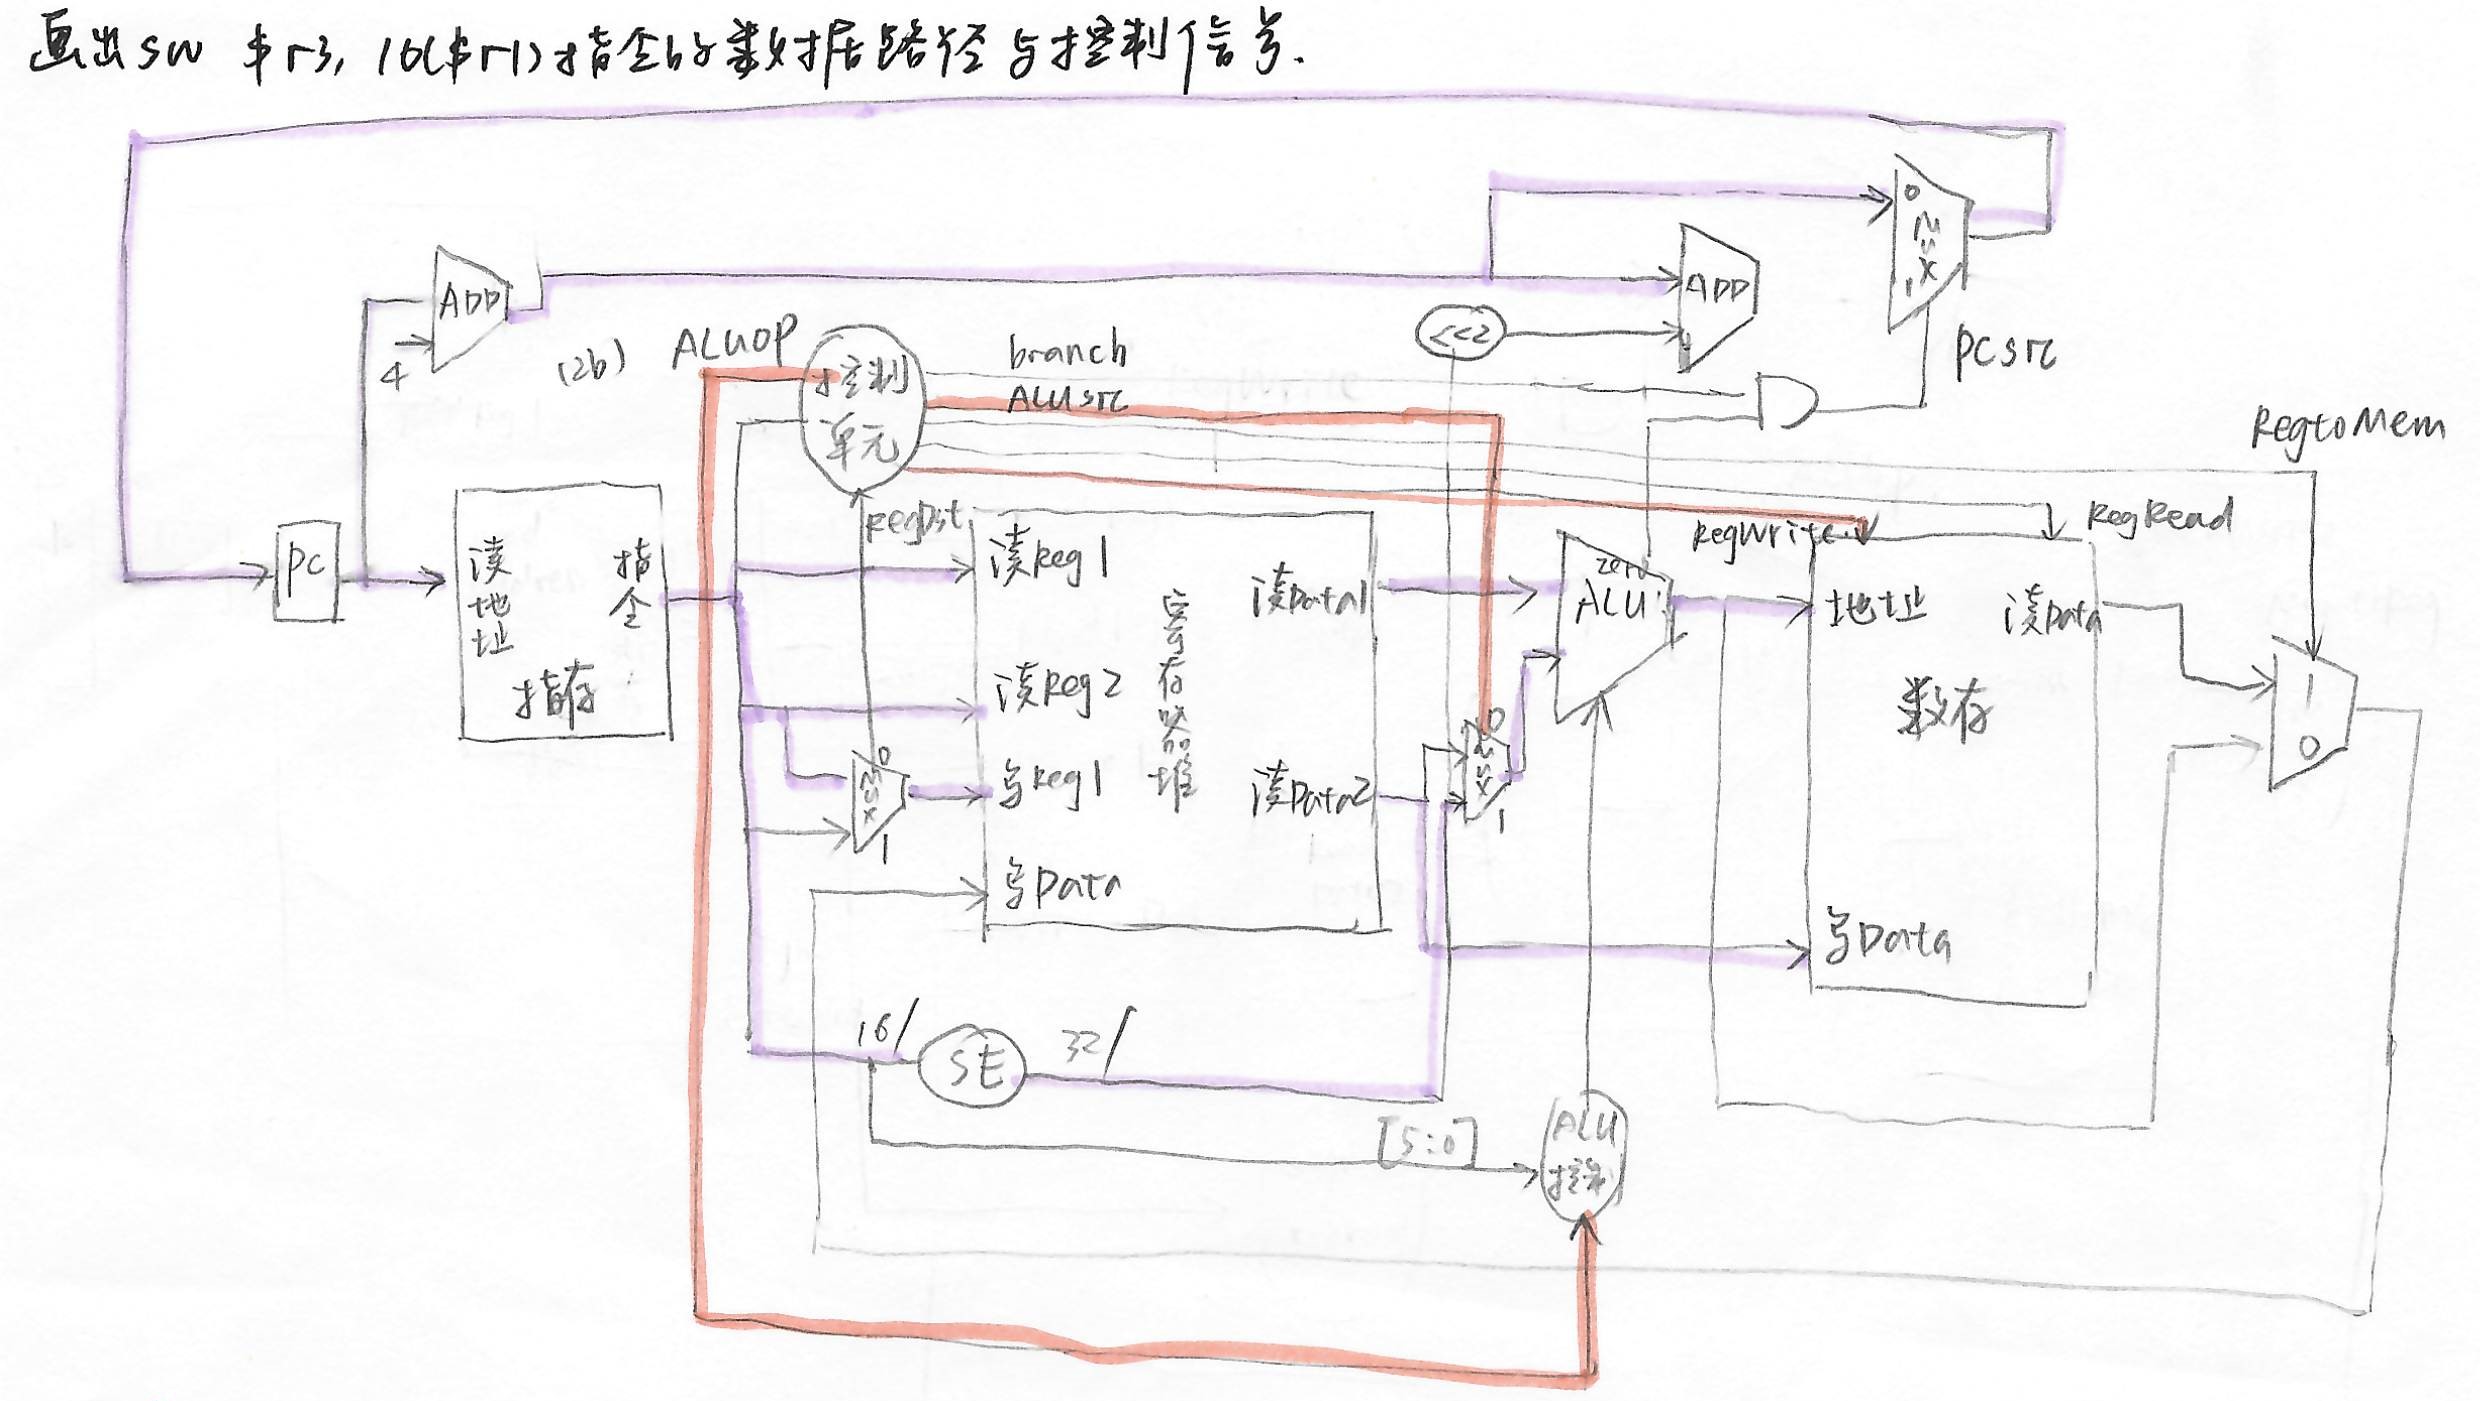 画出sw $r3, 16($r1)指令的数据路径与控制信号.
0
MUX
1
ADD
4
(2b)
ALUOP
控制
单元
branch
ALUsrc
<<2
ADD
PCsrc
RegtoMem
PC
读地址
指令
指存
RegDst
读Reg1
读Reg2
写Reg1
写Data
寄存器堆
读Data1
读Data2
0
MUX
1
0
MUX
1
zero
ALU
RegWrite
RegRead
地址
读Data
数存
写Data
1
0
16/
SE
32/
[5:0]
ALU
控制